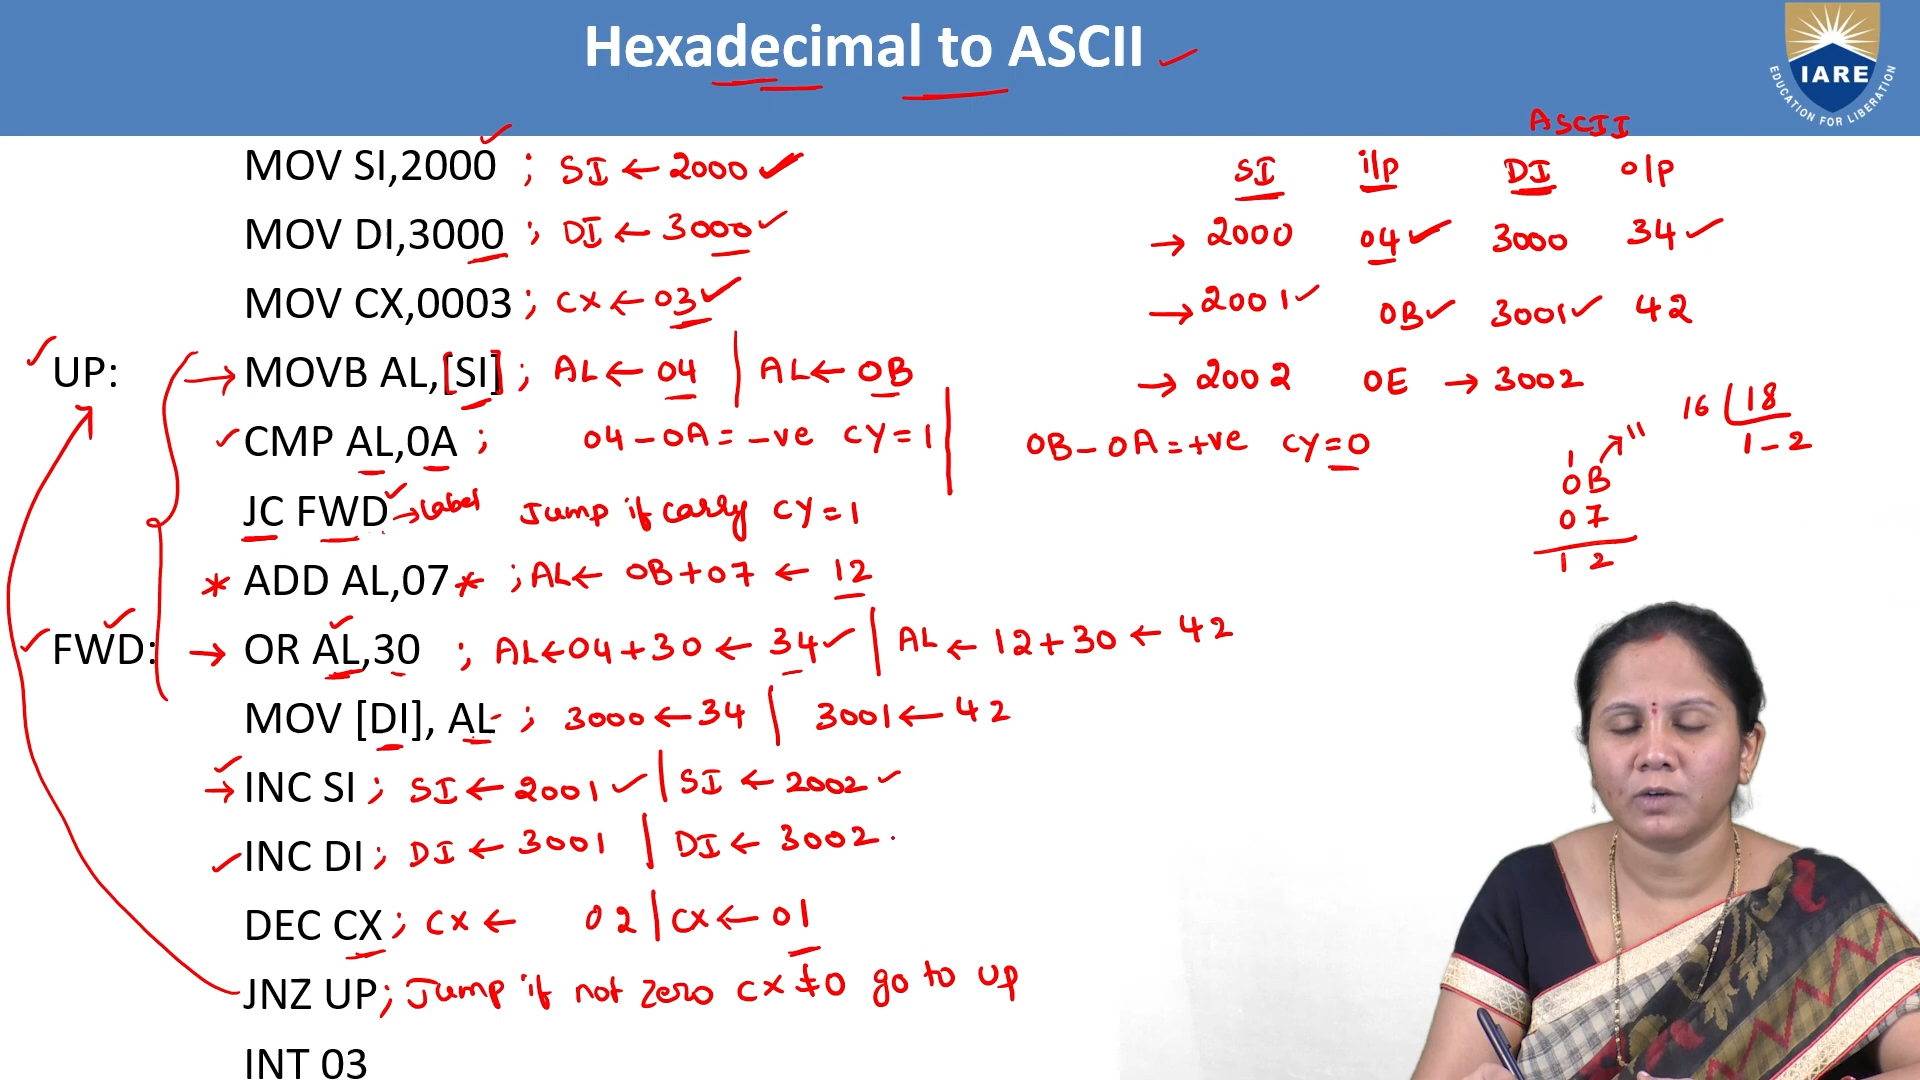 Hexadecimal to ASCII
IARE
EDUCATION FOR LIBERATION
ASCII
SI i/p DI o/p
→ 2000 04 3000 34
→ 2001 0B 3001 42
→ 2002 0E → 3002
MOV SI,2000 ; SI ← 2000
MOV DI,3000 ; DI ← 3000
MOV CX,0003 ; CX ← 03
UP: → MOVB AL,[SI] ; AL ← 04 | AL ← 0B
CMP AL,0A ; 04 - 0A = -ve CY = 1 | 0B - 0A = +ve CY = 0
JC FWD → Label Jump if carry CY = 1
* ADD AL,07 * ; AL ← 0B + 07 ← 12
FWD: → OR AL,30 ; AL ← 04 + 30 ← 34 | AL ← 12 + 30 ← 42
MOV [DI], AL ; 3000 ← 34 | 3001 ← 42
→ INC SI ; SI ← 2001 | SI ← 2002
INC DI ; DI ← 3001 | DI ← 3002
DEC CX ; CX ← 02 | CX ← 01
JNZ UP ; Jump if not zero CX ≠ 0 go to up
INT 03
16 18
1 - 2
11
1
0B
07
12